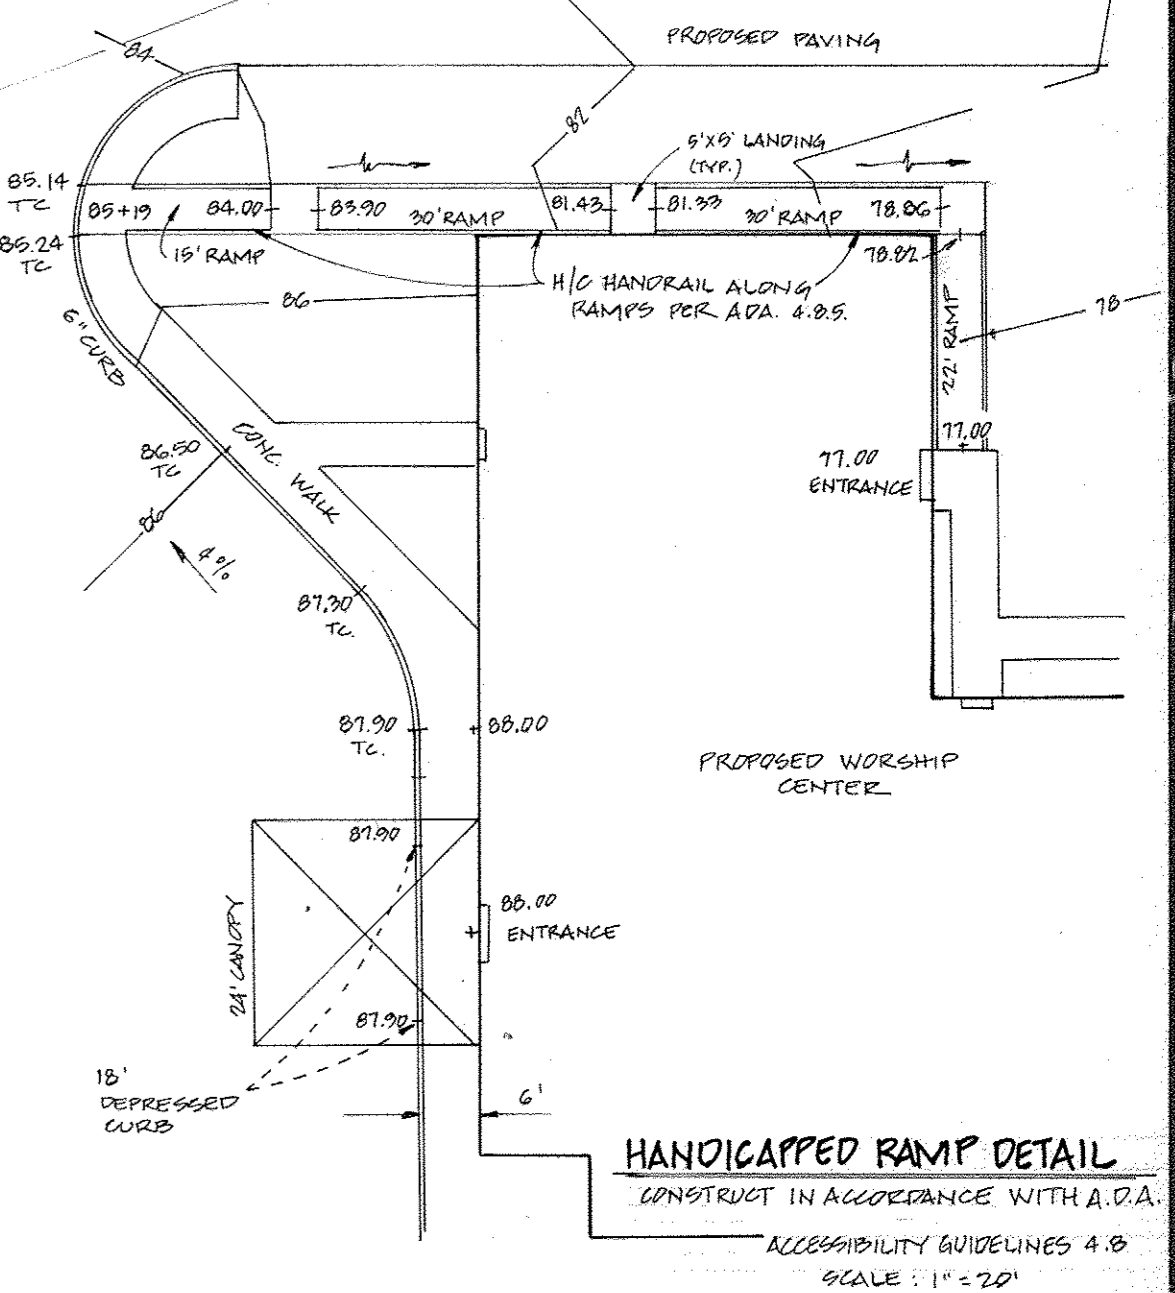 PROPOSED PAVING
84
82
5'X5' LANDING
(TYP.)
85.14
TC
85+19
84.00
83.90
30' RAMP
81.43
81.33
30' RAMP
78.86
85.24
TC
15' RAMP
78.82
H/C HANDRAIL ALONG
RAMPS PER ADA. 4.8.5.
86
78
22' RAMP
6" CURB
CONC. WALK
86.50
TC
77.00
77.00
ENTRANCE
86
4%
87.30
TC.
87.90
TC.
88.00
PROPOSED WORSHIP
CENTER
87.90
88.00
ENTRANCE
24' CANOPY
87.90
18'
DEPRESSED
CURB
6'
HANDICAPPED RAMP DETAIL
CONSTRUCT IN ACCORDANCE WITH A.D.A.
ACCESSIBILITY GUIDELINES 4.8
SCALE : 1" = 20'